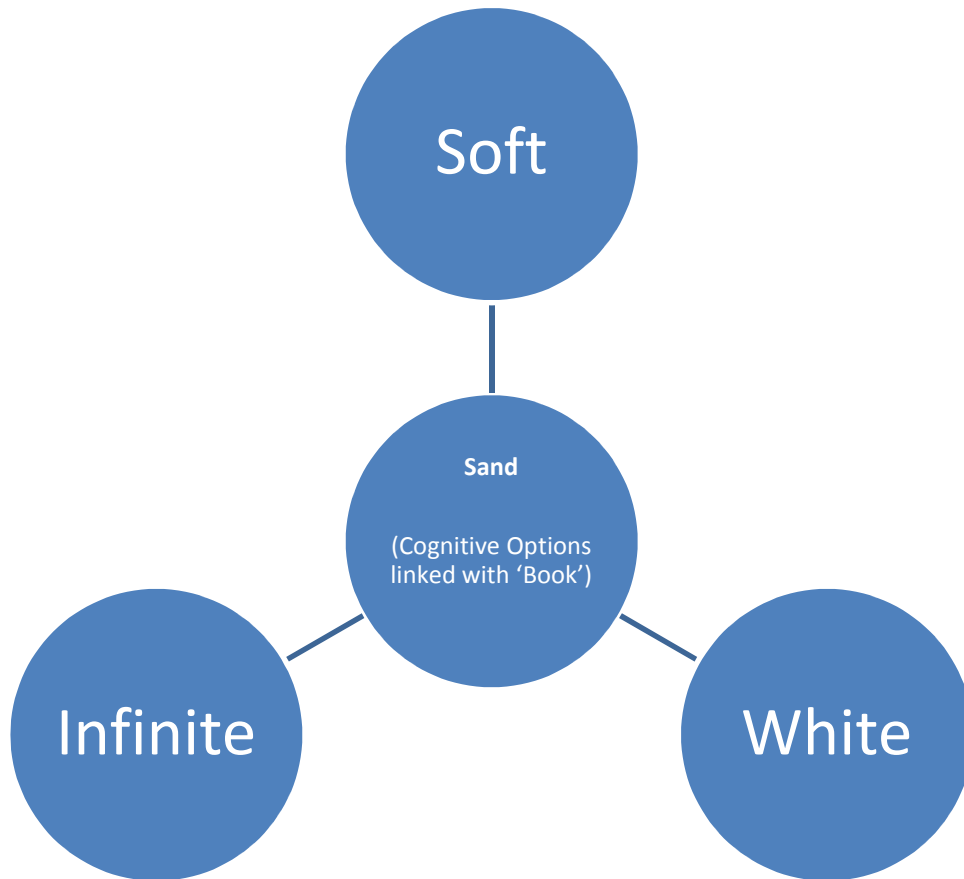 Soft
Sand
(Cognitive Options
linked with ‘Book’)
Infinite
White